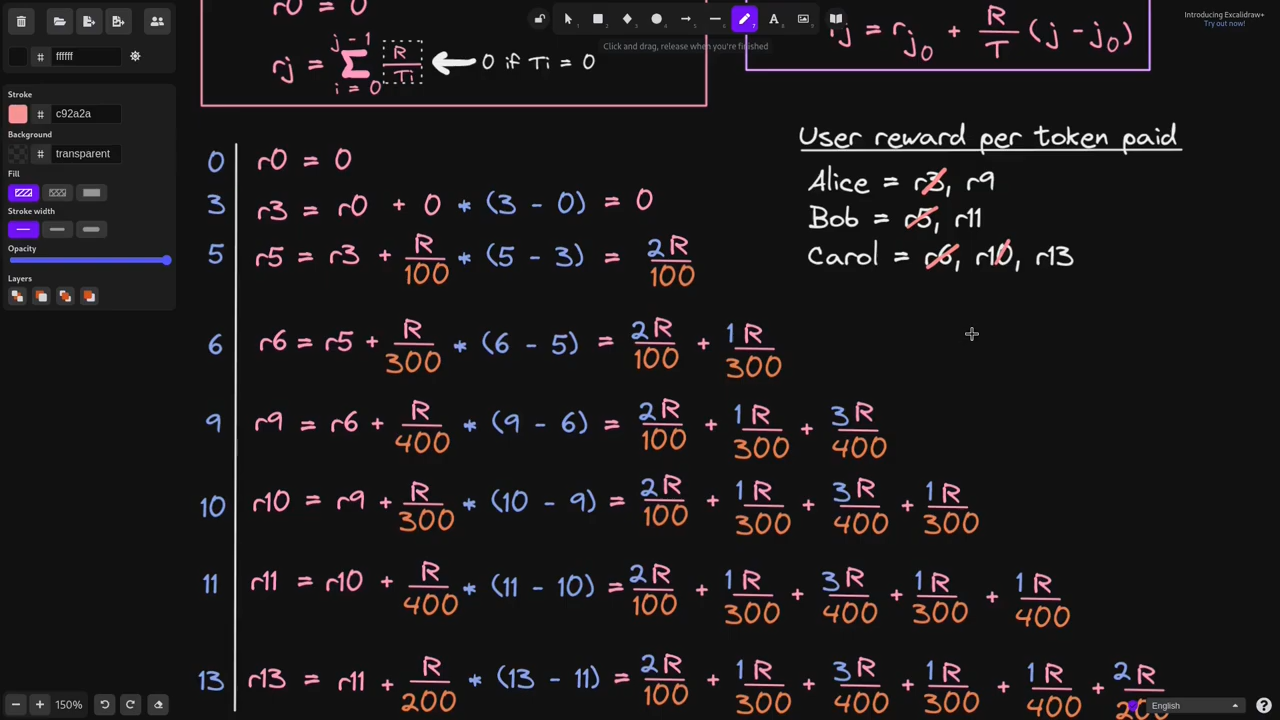 Introducing Excalidraw+
Try out now!
Click and drag, release when you're finished
ffffff
Stroke
# c92a2a
Background
# transparent
Fill
Stroke width
Opacity
Layers
150%
English
r0 = 0
rj = Σ R/Ti
j - 1
i = 0
0 if Ti = 0
rj = rj0 + R/T (j - j0)
User reward per token paid
Alice = r3, r9
Bob = r5, r11
Carol = r6, r10, r13
0 r0 = 0
3 r3 = r0 + 0 * (3 - 0) = 0
5 r5 = r3 + R/100 * (5 - 3) = 2R/100
6 r6 = r5 + R/300 * (6 - 5) = 2R/100 + 1R/300
9 r9 = r6 + R/400 * (9 - 6) = 2R/100 + 1R/300 + 3R/400
10 r10 = r9 + R/300 * (10 - 9) = 2R/100 + 1R/300 + 3R/400 + 1R/300
11 r11 = r10 + R/400 * (11 - 10) = 2R/100 + 1R/300 + 3R/400 + 1R/300 + 1R/400
13 r13 = r11 + R/200 * (13 - 11) = 2R/100 + 1R/300 + 3R/400 + 1R/300 + 1R/400 + 2R/